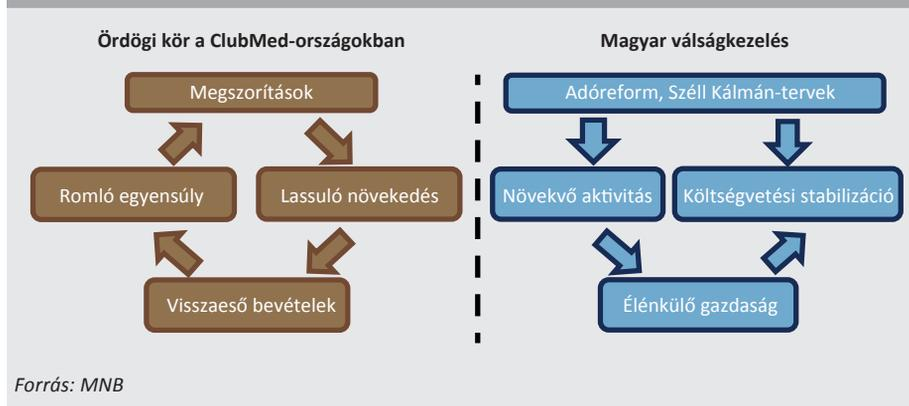 Ördögi kör a ClubMed-országokban
Megszorítások
Romló egyensúly
Lassuló növekedés
Visszaeső bevételek
Magyar válságkezelés
Adóreform, Széll Kálmán-tervek
Növekvő aktivitás
Költségvetési stabilizáció
Élénkülő gazdaság
Forrás: MNB